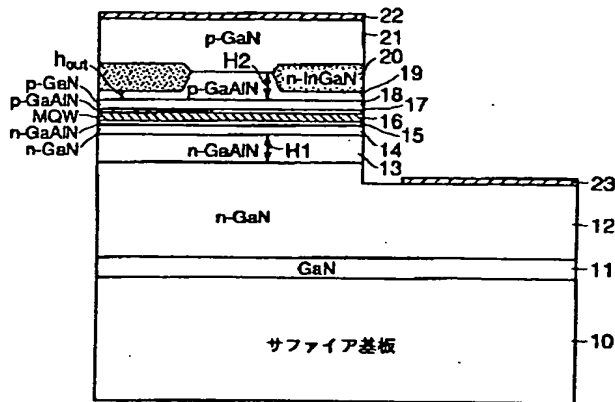 22
p-GaN
21
hout
H2
20
n-InGaN
19
p-GaN
p-GaAlN
18
p-GaAlN
17
MQW
16
n-GaAlN
15
n-GaN
14
n-GaAlN
H1
13
23
n-GaN
12
GaN
11
サファイア基板
10